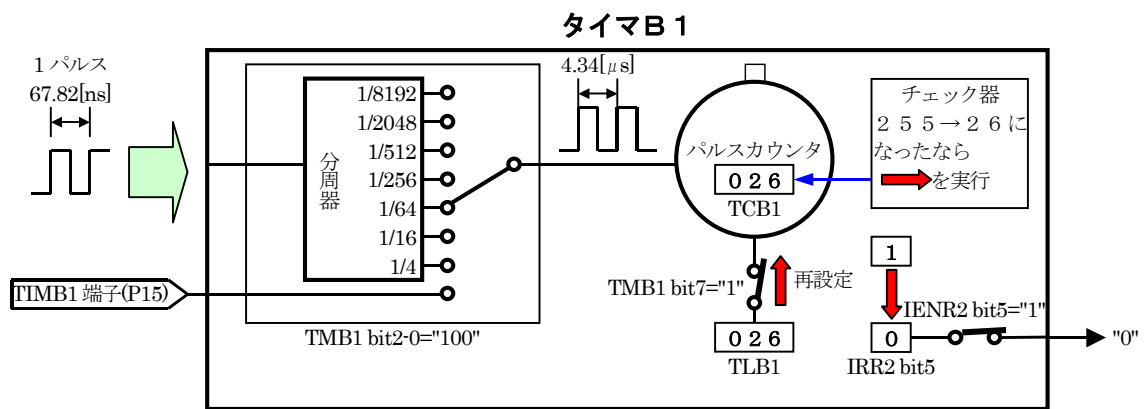 タイマB1
1 パルス
67.82[ns]
分周器
1/8192
1/2048
1/512
1/256
1/64
1/16
1/4
TMB1 bit2-0="100"
TIMB1 端子(P15)
4.34[μs]
パルスカウンタ
026
TCB1
チェック器
255→26に
なったなら
を実行
TMB1 bit7="1"
再設定
026
TLB1
1
0
IRR2 bit5
IENR2 bit5="1"
"0"